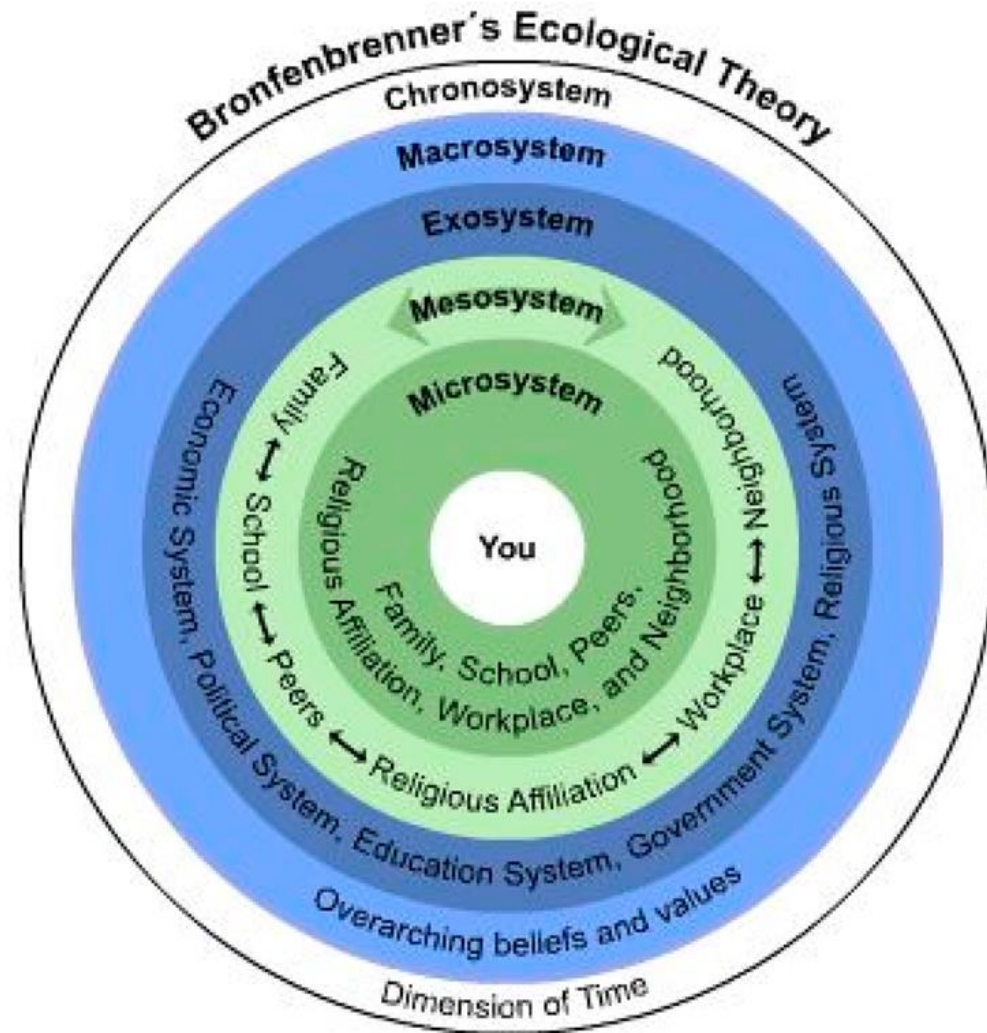 Bronfenbrenner´s Ecological Theory
Chronosystem
Macrosystem
Exosystem
Mesosystem
Microsystem
You
Family, School, Peers,
Religious Affiliation, Workplace, and Neighborhood
Family ↔ School ↔ Peers ↔ Religious Affiliation ↔ Workplace ↔ Neighborhood
Economic System, Political System, Education System, Government System, Religious System
Overarching beliefs and values
Dimension of Time